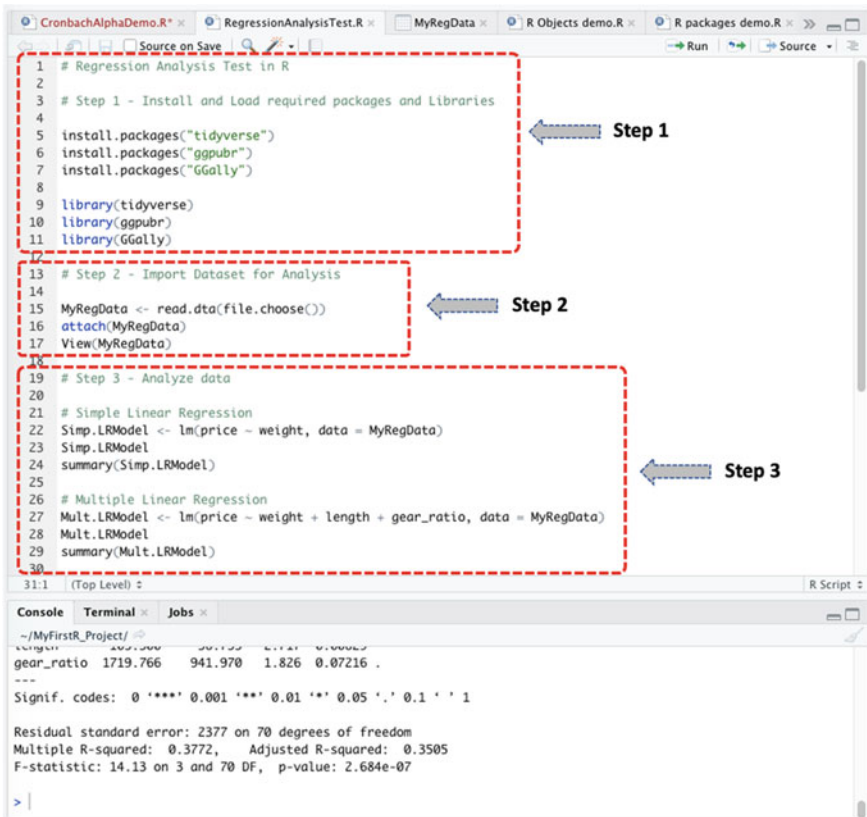 CronbachAlphaDemo.R* × RegressionAnalysisTest.R × MyRegData × R Objects demo.R × R packages demo.R ×
Source on Save Run Source
1 # Regression Analysis Test in R
2
3 # Step 1 - Install and Load required packages and Libraries
4
5 install.packages("tidyverse")
6 install.packages("ggpubr")
7 install.packages("GGally")
8
9 library(tidyverse)
10 library(ggpubr)
11 library(GGally)
12
Step 1
13 # Step 2 - Import Dataset for Analysis
14
15 MyRegData <- read.dta(file.choose())
16 attach(MyRegData)
17 View(MyRegData)
18
Step 2
19 # Step 3 - Analyze data
20
21 # Simple Linear Regression
22 Simp.LRModel <- lm(price ~ weight, data = MyRegData)
23 Simp.LRModel
24 summary(Simp.LRModel)
25
26 # Multiple Linear Regression
27 Mult.LRModel <- lm(price ~ weight + length + gear_ratio, data = MyRegData)
28 Mult.LRModel
29 summary(Mult.LRModel)
30
Step 3
31:1 (Top Level) R Script
Console Terminal × Jobs ×
~/MyFirstR_Project/
gear_ratio 1719.766 941.970 1.826 0.07216 .
---
Signif. codes: 0 ‘***’ 0.001 ‘**’ 0.01 ‘*’ 0.05 ‘.’ 0.1 ‘ ’ 1
Residual standard error: 2377 on 70 degrees of freedom
Multiple R-squared: 0.3772, Adjusted R-squared: 0.3505
F-statistic: 14.13 on 3 and 70 DF, p-value: 2.684e-07
>